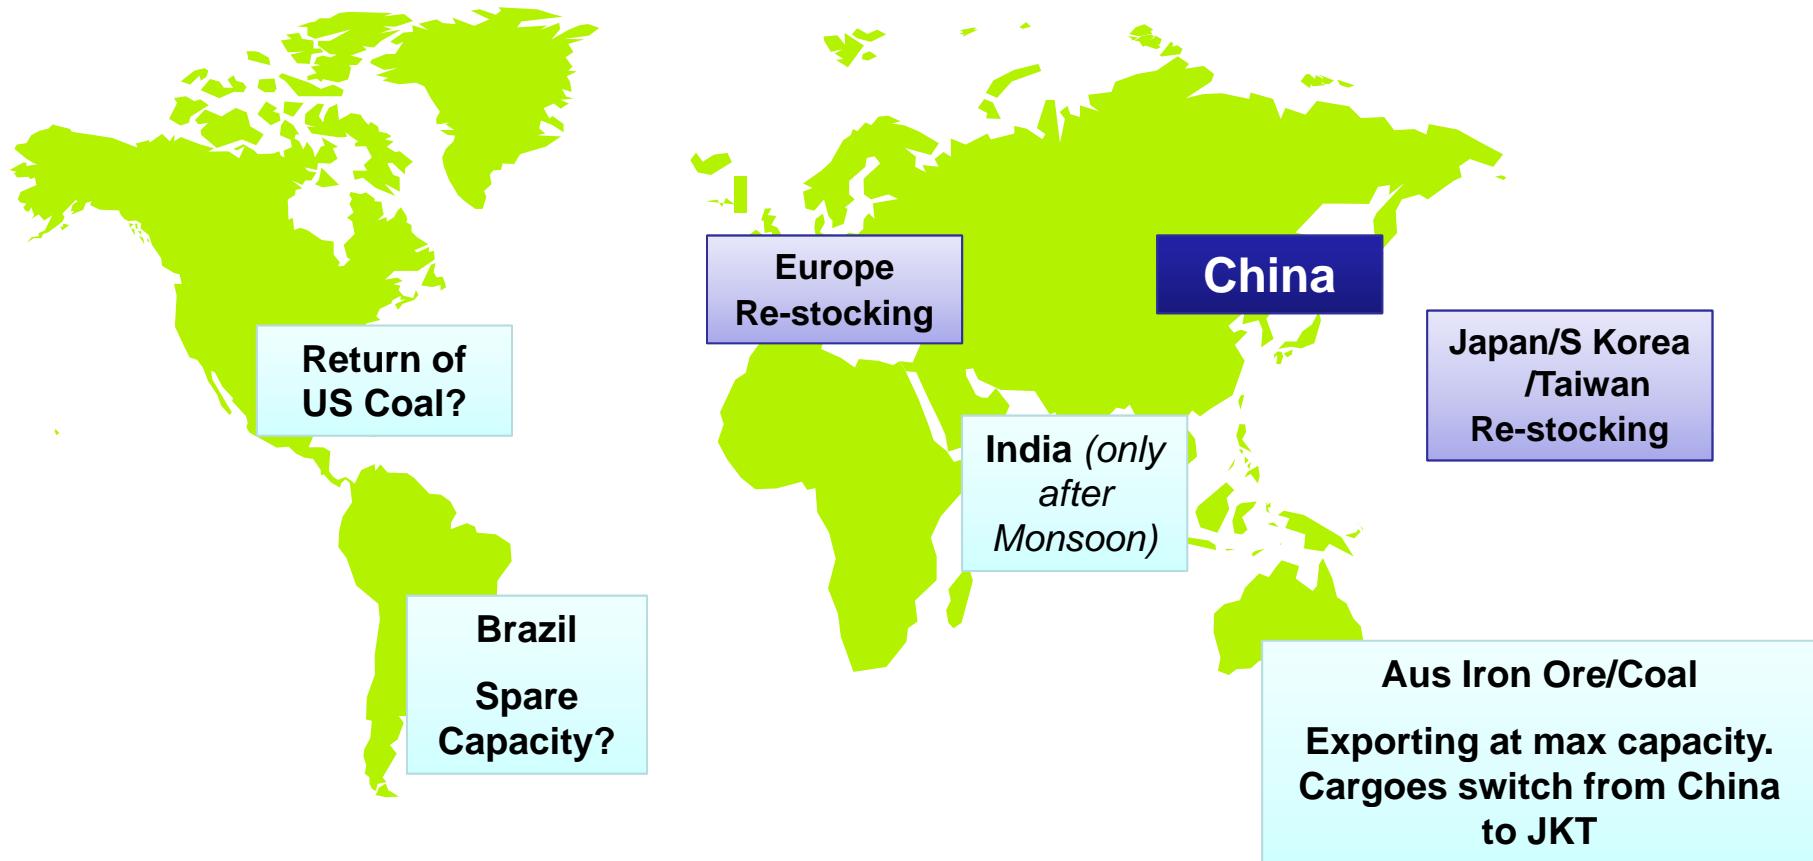 Europe
Re-stocking
China
Return of
US Coal?
Japan/S Korea
/Taiwan
Re-stocking
India (only
after
Monsoon)
Brazil
Spare
Capacity?
Aus Iron Ore/Coal
Exporting at max capacity.
Cargoes switch from China
to JKT